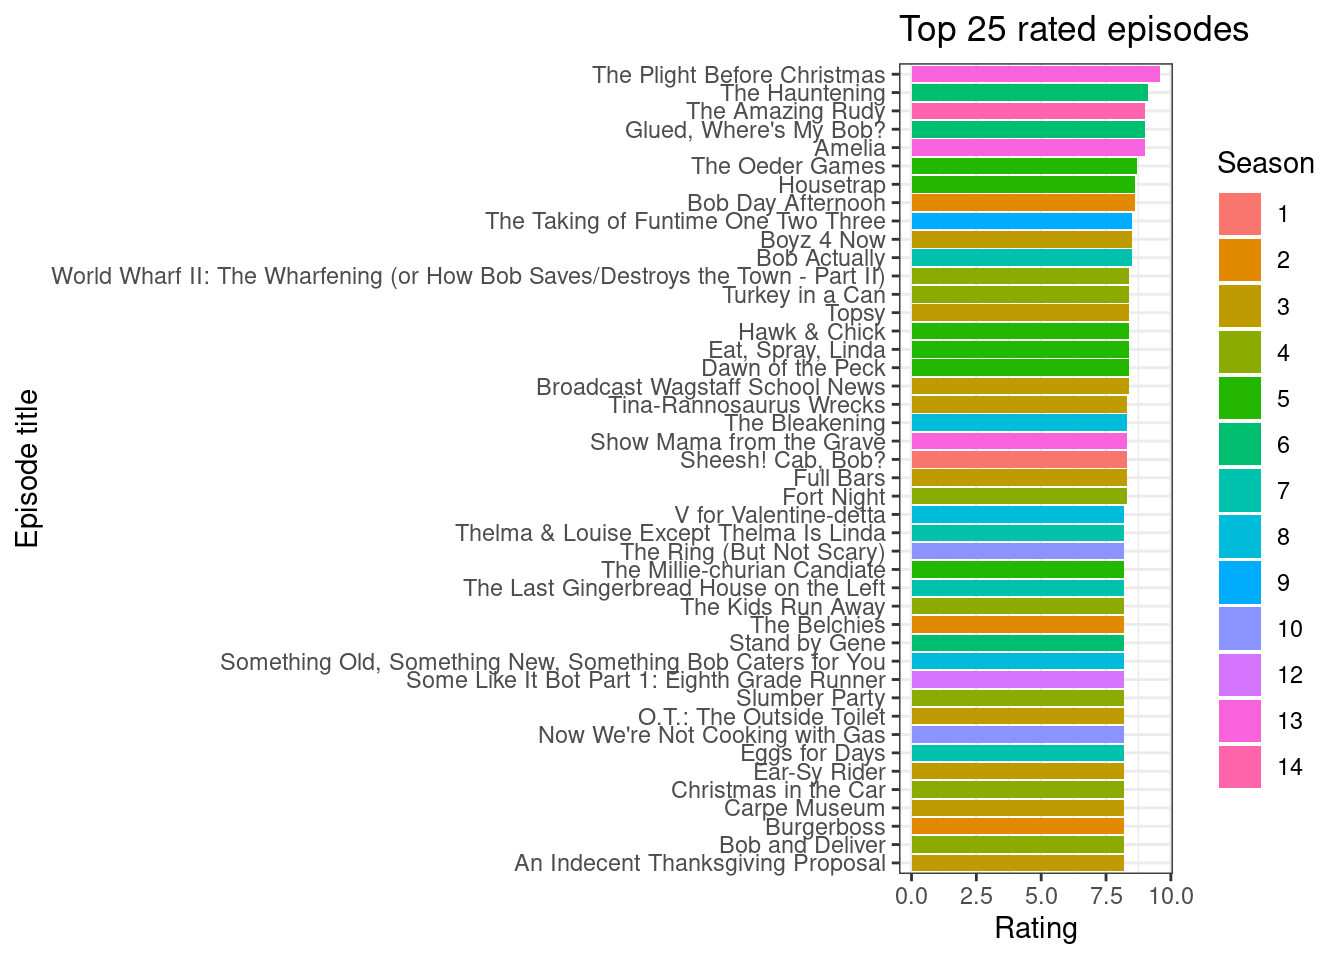 Top 25 rated episodes
The Plight Before Christmas
The Hauntening
The Amazing Rudy
Glued, Where's My Bob?
Amelia
The Oeder Games
Housetrap
Bob Day Afternoon
The Taking of Funtime One Two Three
Boyz 4 Now
Bob Actually
World Wharf II: The Wharfening (or How Bob Saves/Destroys the Town - Part II)
Turkey in a Can
Topsy
Hawk & Chick
Eat, Spray, Linda
Dawn of the Peck
Broadcast Wagstaff School News
Tina-Rannosaurus Wrecks
The Bleakening
Show Mama from the Grave
Sheesh! Cab, Bob?
Full Bars
Fort Night
V for Valentine-detta
Thelma & Louise Except Thelma Is Linda
The Ring (But Not Scary)
The Millie-churian Candiate
The Last Gingerbread House on the Left
The Kids Run Away
The Belchies
Stand by Gene
Something Old, Something New, Something Bob Caters for You
Some Like It Bot Part 1: Eighth Grade Runner
Slumber Party
O.T.: The Outside Toilet
Now We're Not Cooking with Gas
Eggs for Days
Ear-Sy Rider
Christmas in the Car
Carpe Museum
Burgerboss
Bob and Deliver
An Indecent Thanksgiving Proposal
Episode title
0.0 2.5 5.0 7.5 10.0
Rating
Season
1
2
3
4
5
6
7
8
9
10
12
13
14